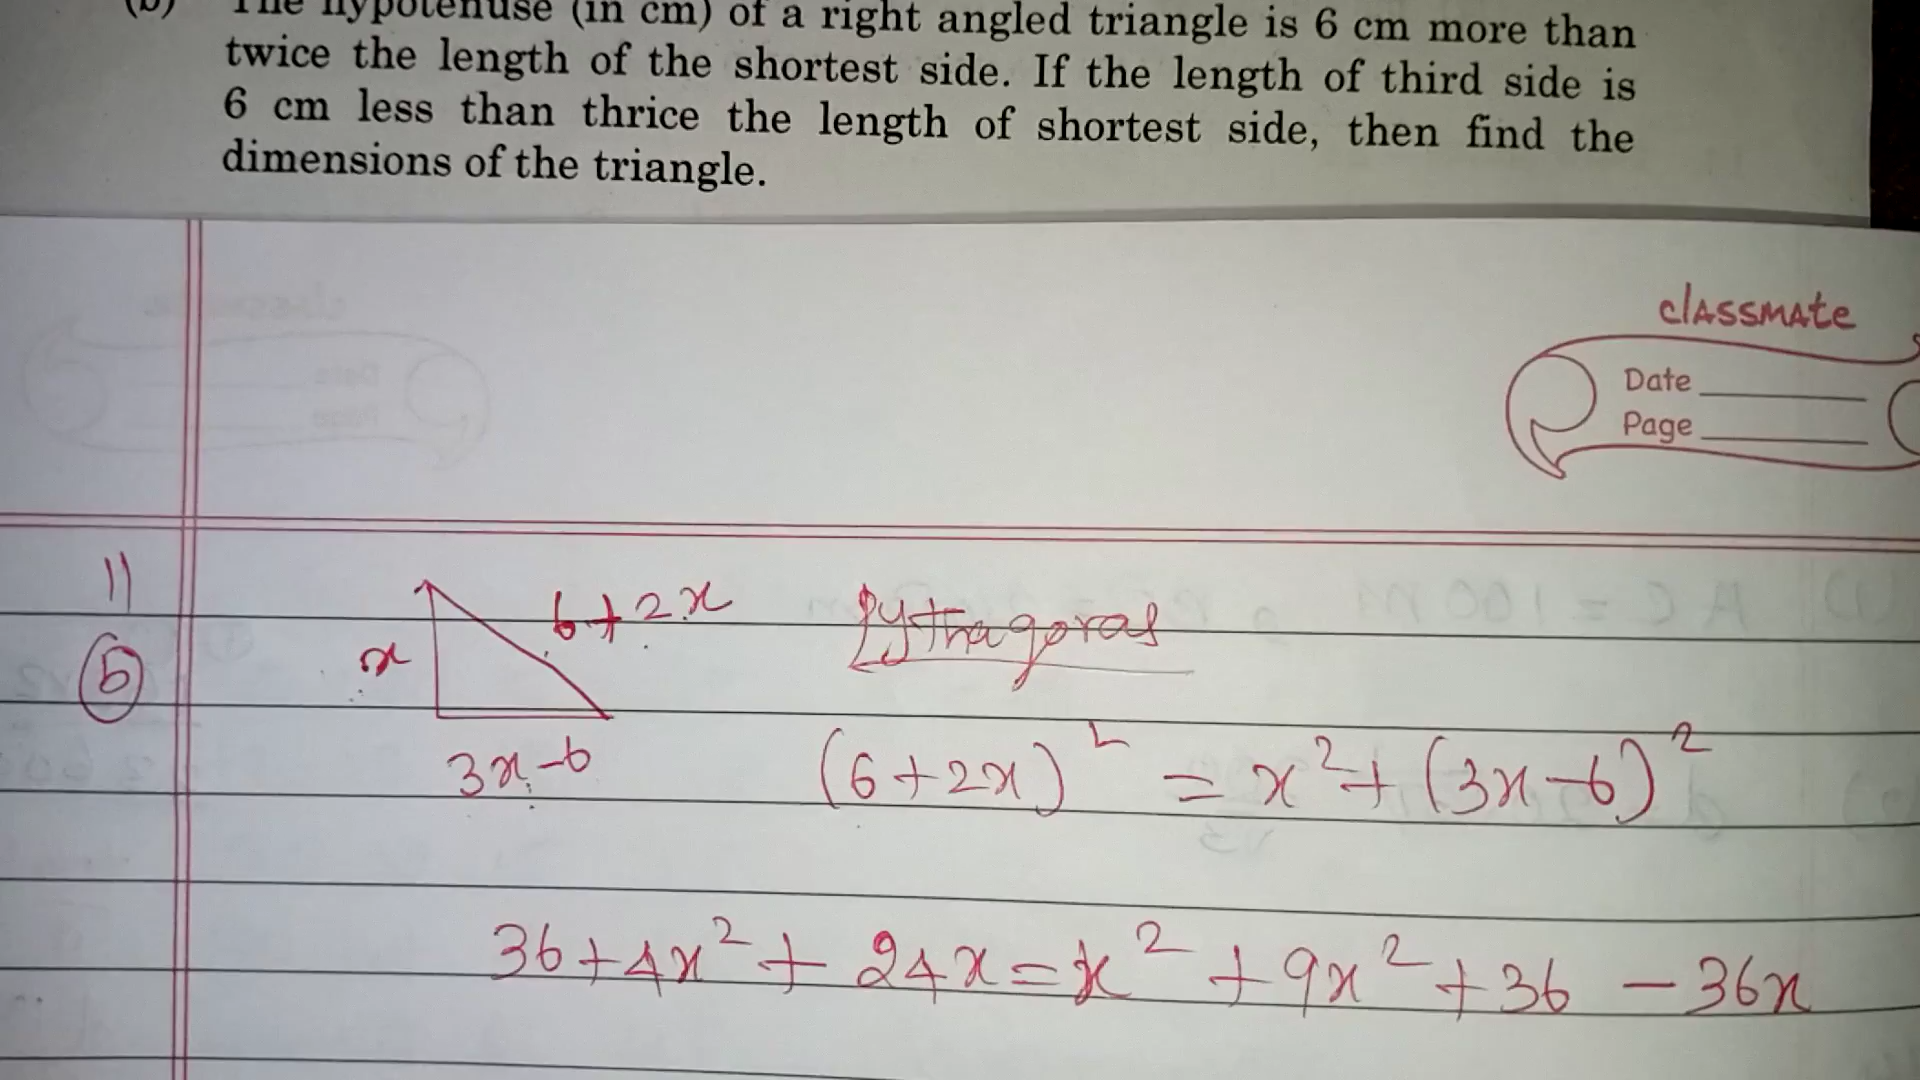 (b) The hypotenuse (in cm) of a right angled triangle is 6 cm more than
twice the length of the shortest side. If the length of third side is
6 cm less than thrice the length of shortest side, then find the
dimensions of the triangle.
classmate
Date
Page
11
(b)
x
6+2x
3x-6
Pythagoras
(6+2x)² = x²+(3x-6)²
36+4x²+24x=x²+9x²+36-36x